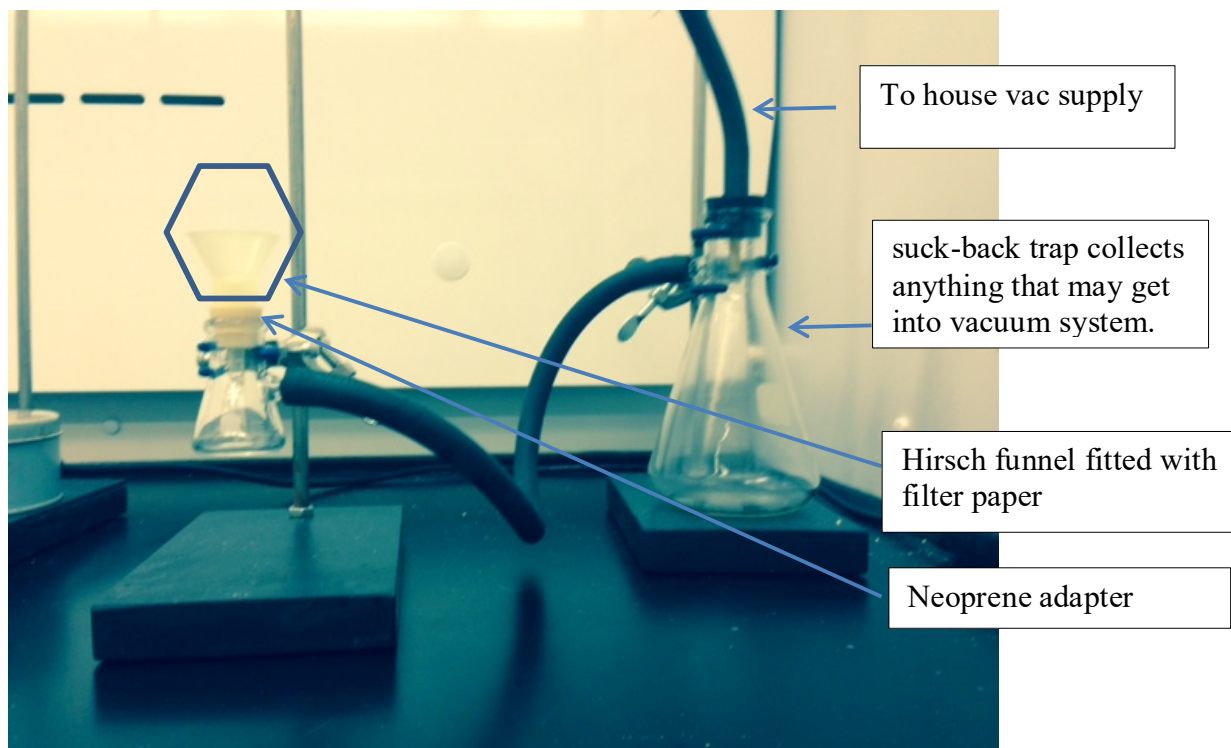 To house vac supply
suck-back trap collects
anything that may get
into vacuum system.
Hirsch funnel fitted with
filter paper
Neoprene adapter